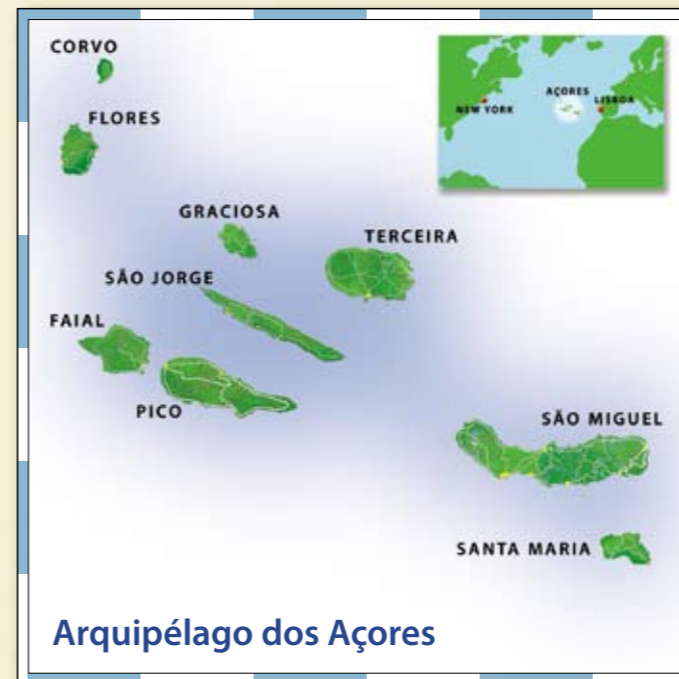 CORVO
FLORES
AÇORES
NEW YORK
LISBOA
GRACIOSA
TERCEIRA
SÃO JORGE
FAIAL
PICO
SÃO MIGUEL
SANTA MARIA
Arquipélago dos Açores